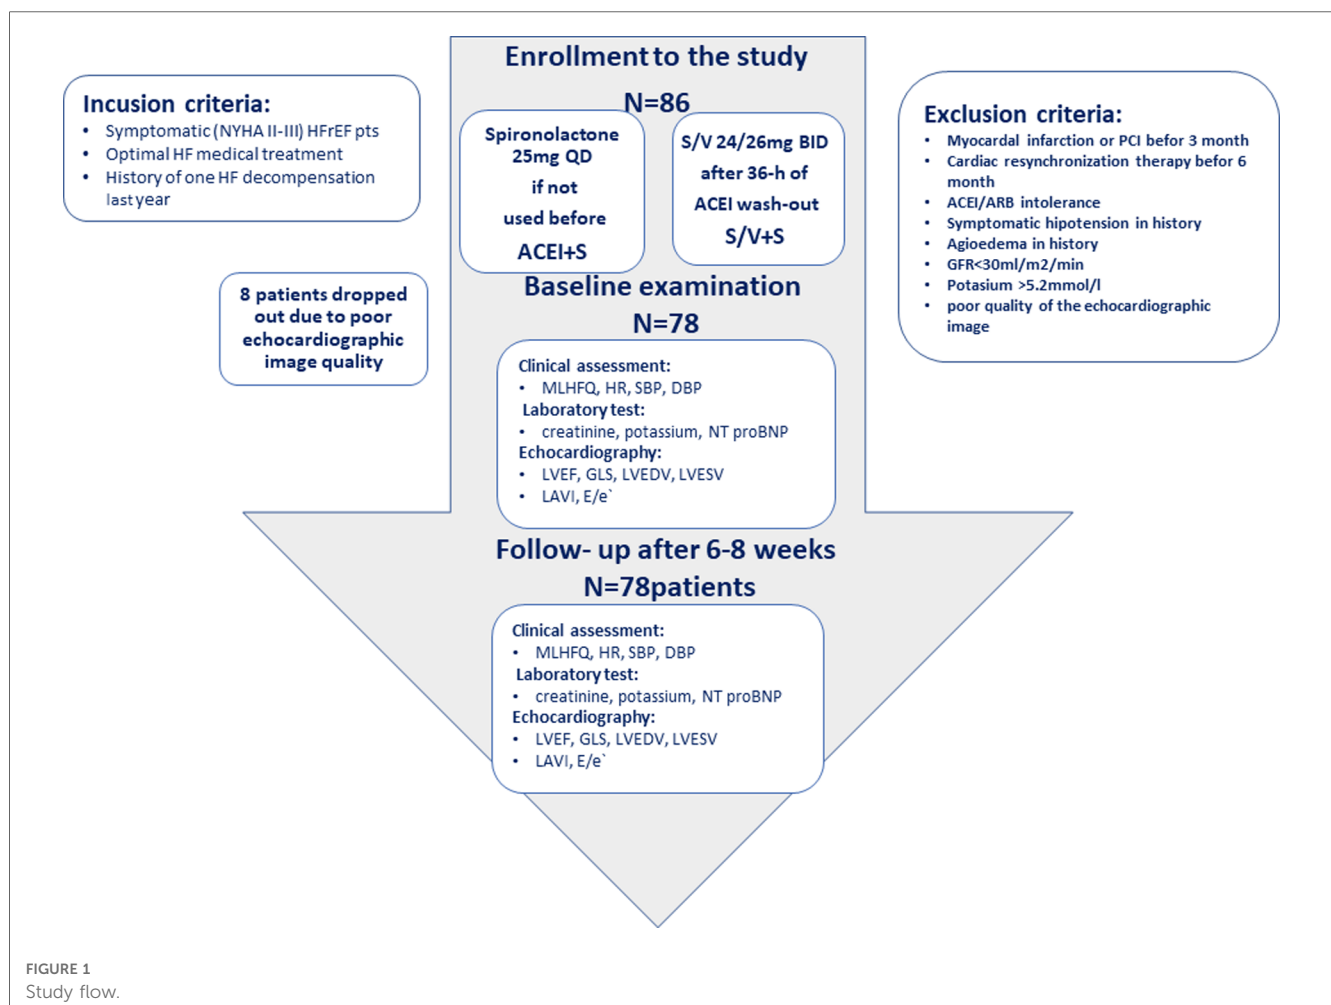 Enrollment to the study
N=86
Incusion criteria:
• Symptomatic (NYHA II-III) HFrEF pts
• Optimal HF medical treatment
• History of one HF decompensation
last year
Spironolactone
25mg QD
if not
used before
ACEI+S
S/V 24/26mg BID
after 36-h of
ACEI wash-out
S/V+S
Exclusion criteria:
• Myocardal infarction or PCI befor 3 month
• Cardiac resynchronization therapy befor 6
month
• ACEI/ARB intolerance
• Symptomatic hipotension in history
• Agioedema in history
• GFR<30ml/m2/min
• Potasium >5.2mmol/l
• poor quality of the echocardiographic
image
8 patients dropped
out due to poor
echocardiographic
image quality
Baseline examination
N=78
Clinical assessment:
• MLHFQ, HR, SBP, DBP
Laboratory test:
• creatinine, potassium, NT proBNP
Echocardiography:
• LVEF, GLS, LVEDV, LVESV
• LAVI, E/e`
Follow- up after 6-8 weeks
N=78patients
Clinical assessment:
• MLHFQ, HR, SBP, DBP
Laboratory test:
• creatinine, potassium, NT proBNP
Echocardiography:
• LVEF, GLS, LVEDV, LVESV
• LAVI, E/e`
FIGURE 1
Study flow.